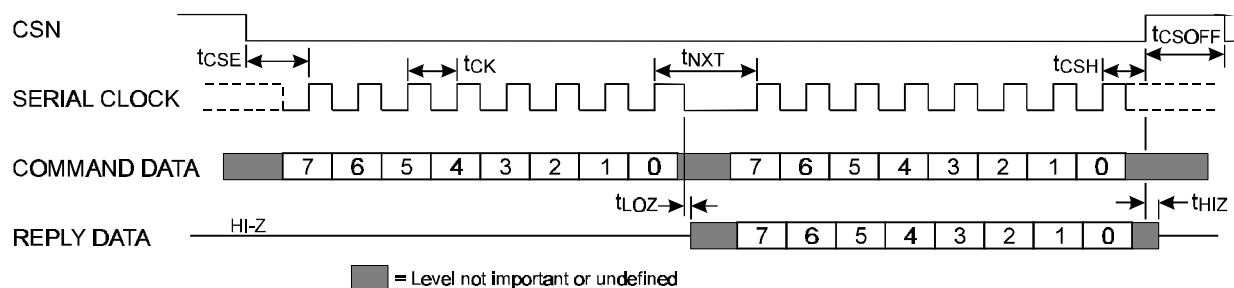 CSN
tCSE
tCK
tNXT
tCSH
tCSOFF
SERIAL CLOCK
COMMAND DATA 7 6 5 4 3 2 1 0 7 6 5 4 3 2 1 0
tLOZ
tHIZ
REPLY DATA HI-Z 7 6 5 4 3 2 1 0
= Level not important or undefined